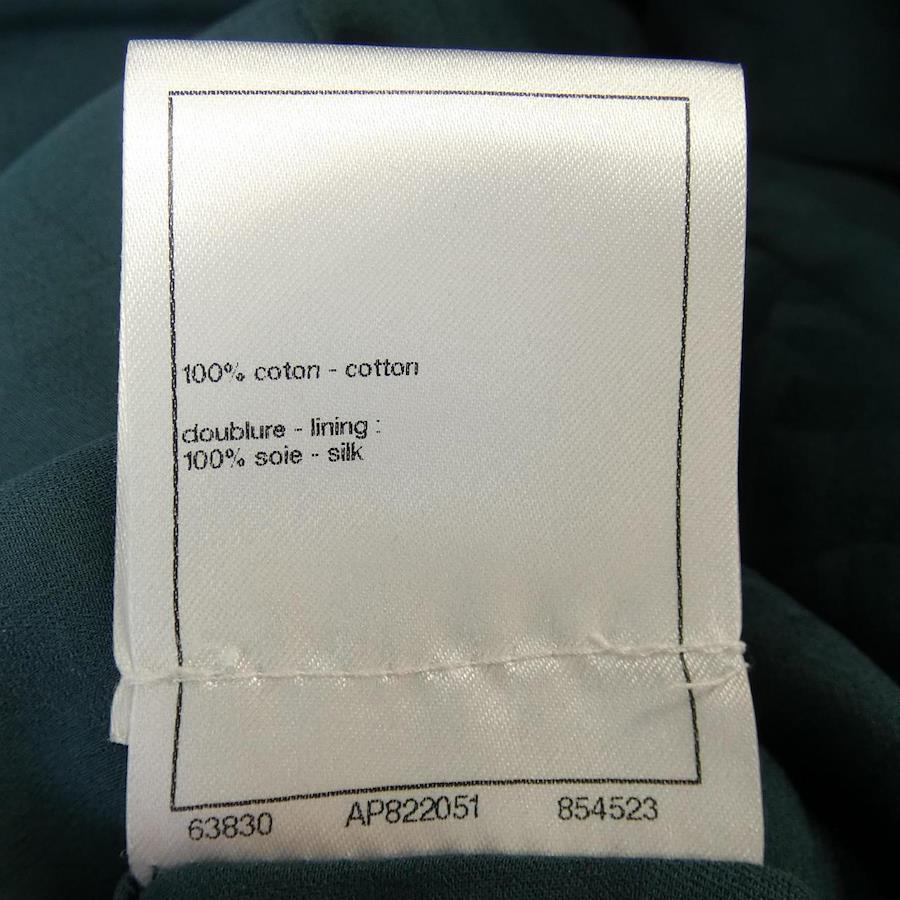 100% coton - cotton
doublure - lining :
100% soie - silk
63830 AP822051 854523